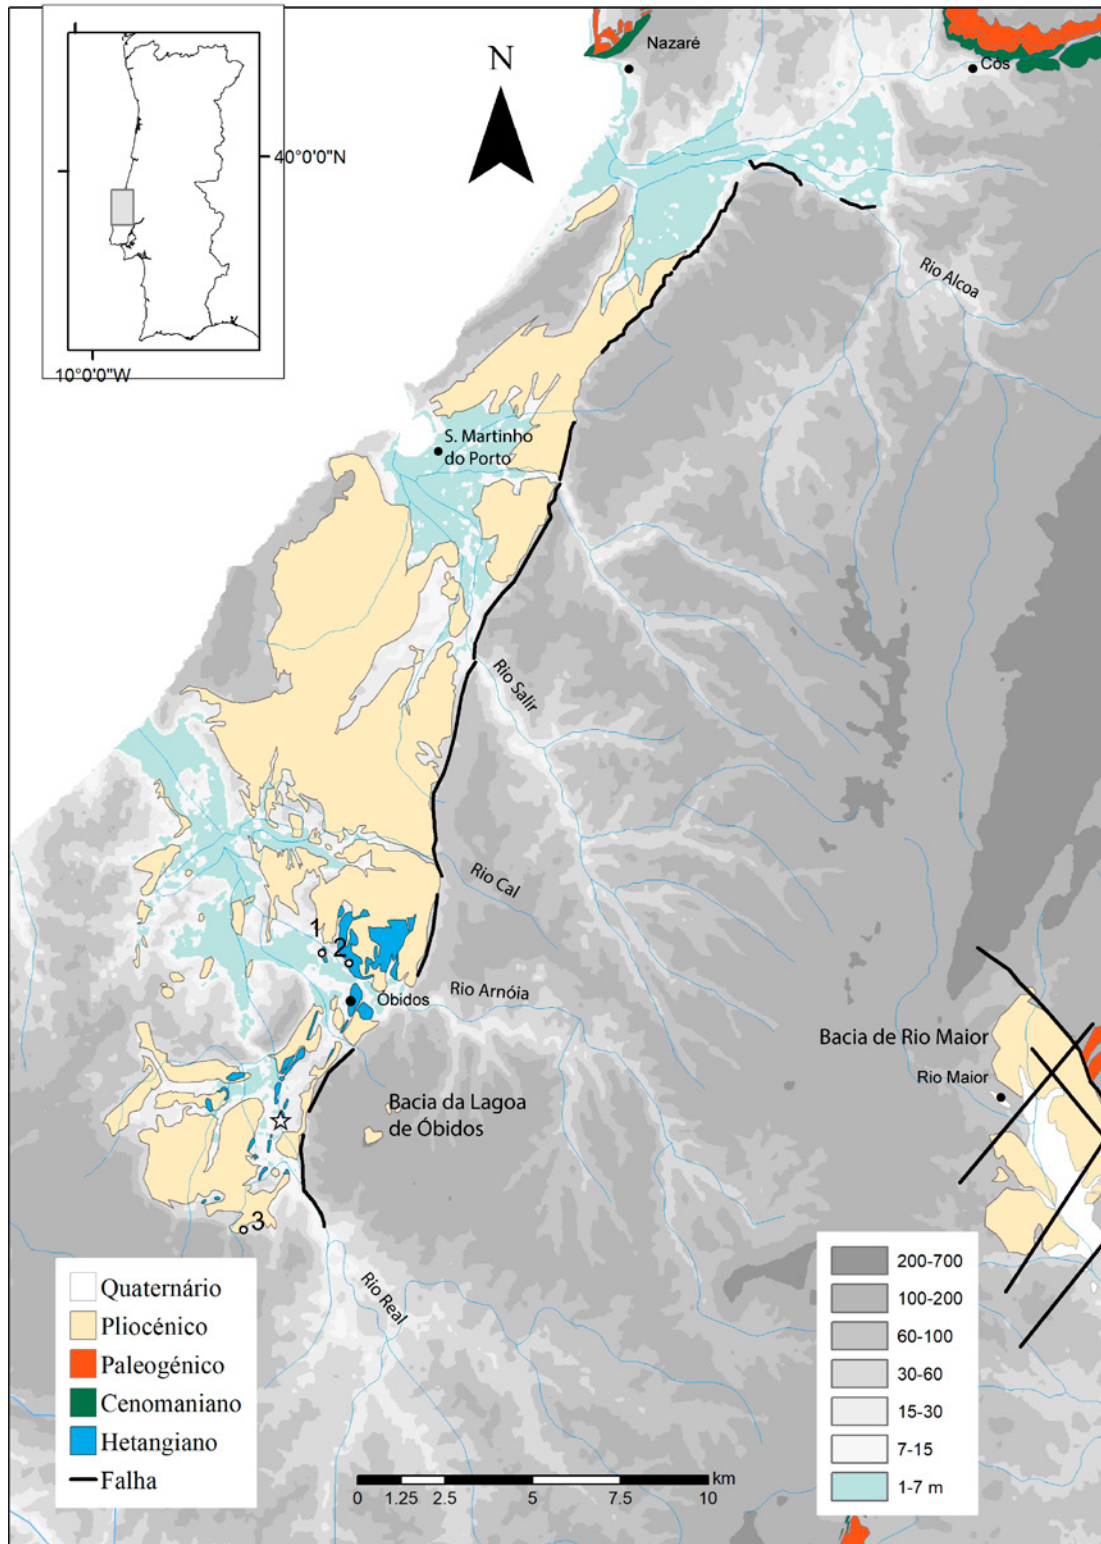 N
40°0'0"N
10°0'0"W
Nazaré
Cós
Rio Alcoa
S. Martinho
do Porto
Rio Salir
Rio Cal
1
2
Óbidos
Rio Arnóia
Bacia de Rio Maior
Rio Maior
Bacia da Lagoa
de Óbidos
3
Rio Real
Quaternário
Pliocénico
Paleogénico
Cenomaniano
Hetangiano
Falha
200-700
100-200
60-100
30-60
15-30
7-15
1-7 m
km
0 1.25 2.5 5 7.5 10